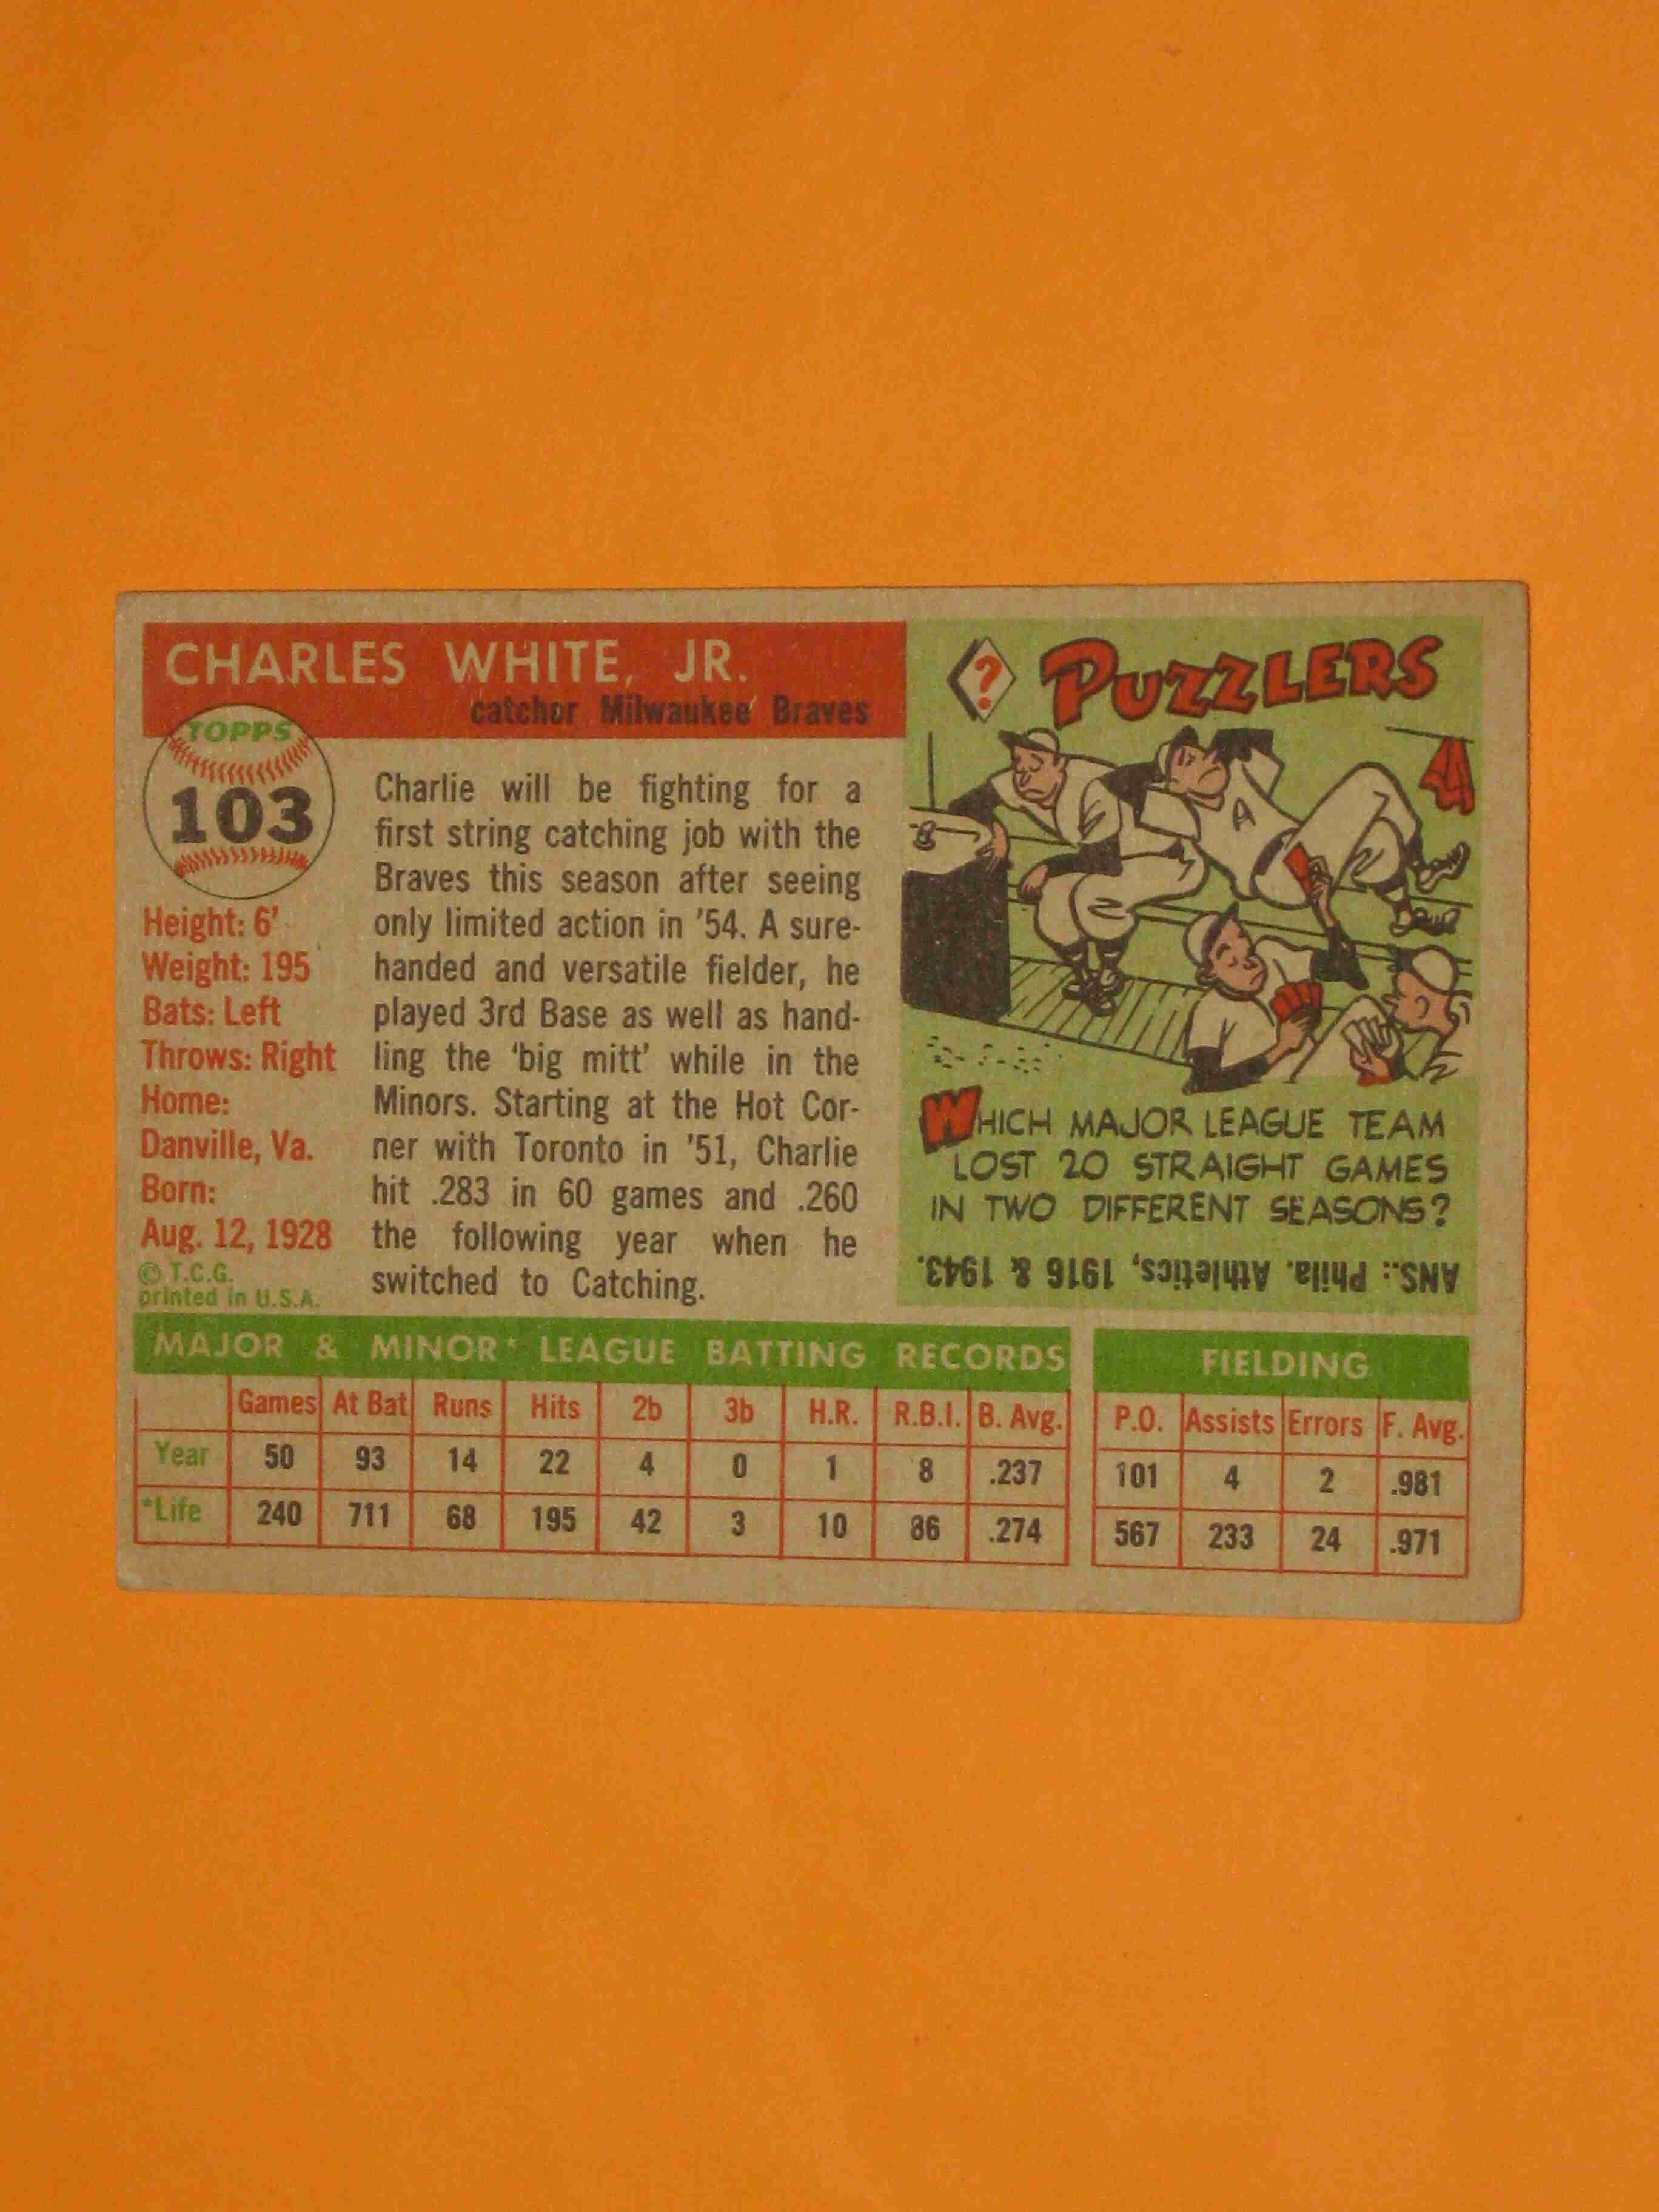 CHARLES WHITE, JR.
catcher Milwaukee Braves
TOPPS
103
Height: 6'
Weight: 195
Bats: Left
Throws: Right
Home:
Danville, Va.
Born:
Aug. 12, 1928
© T.C.G.
printed in U.S.A.
Charlie will be fighting for a
first string catching job with the
Braves this season after seeing
only limited action in '54. A sure-
handed and versatile fielder, he
played 3rd Base as well as hand-
ling the 'big mitt' while in the
Minors. Starting at the Hot Cor-
ner with Toronto in '51, Charlie
hit .283 in 60 games and .260
the following year when he
switched to Catching.
? PUZZLERS
A
WHICH MAJOR LEAGUE TEAM
LOST 20 STRAIGHT GAMES
IN TWO DIFFERENT SEASONS?
ANS.: Phila. Athletics, 1916 & 1943.
MAJOR & MINOR* LEAGUE BATTING RECORDS
Games At Bat Runs Hits 2b 3b H.R. R.B.I. B. Avg.
Year 50 93 14 22 4 0 1 8 .237
*Life 240 711 68 195 42 3 10 86 .274
FIELDING
P.O. Assists Errors F. Avg.
101 4 2 .981
567 233 24 .971